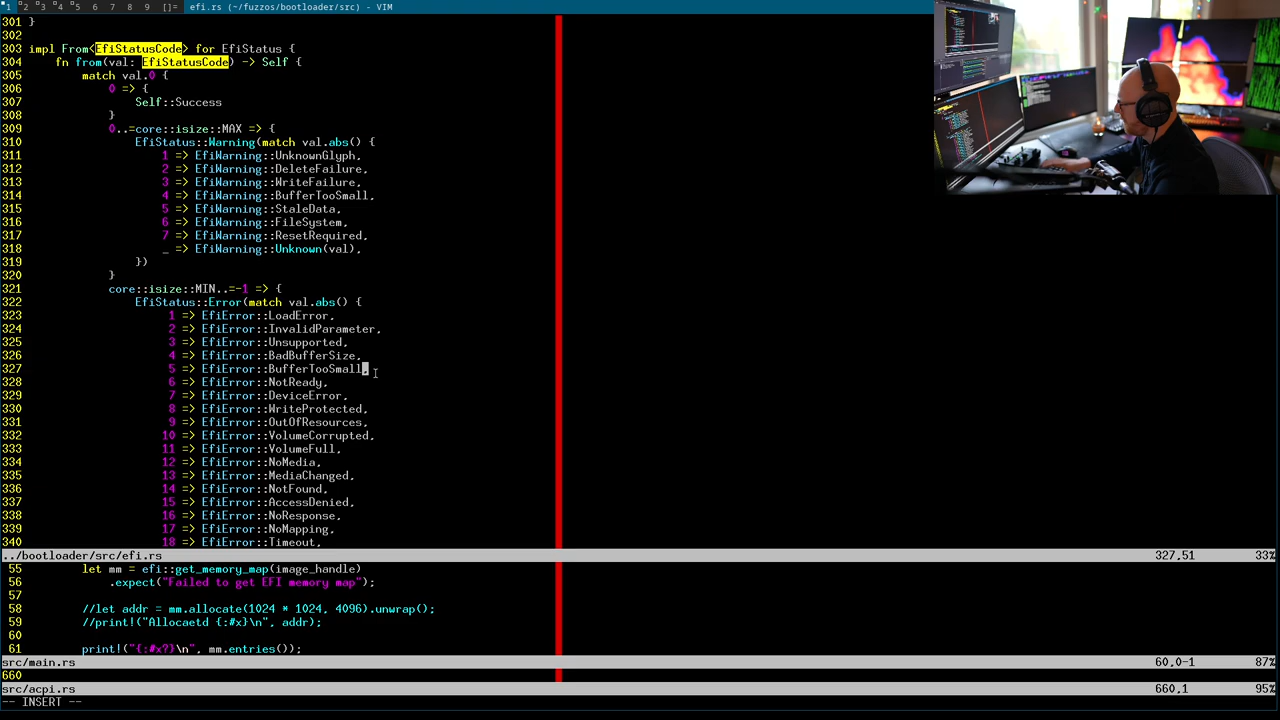 1 2 3 4 5 6 7 8 9 []= efi.rs (~/fuzzos/bootloader/src) - VIM
301 }
302
303 impl From<EfiStatusCode> for EfiStatus {
304     fn from(val: EfiStatusCode) -> Self {
305         match val.0 {
306             0 => {
307                 Self::Success
308             }
309             0..=core::isize::MAX => {
310                 EfiStatus::Warning(match val.abs() {
311                     1 => EfiWarning::UnknownGlyph,
312                     2 => EfiWarning::DeleteFailure,
313                     3 => EfiWarning::WriteFailure,
314                     4 => EfiWarning::BufferTooSmall,
315                     5 => EfiWarning::StaleData,
316                     6 => EfiWarning::FileSystem,
317                     7 => EfiWarning::ResetRequired,
318                     _ => EfiWarning::Unknown(val),
319                 })
320             }
321             core::isize::MIN..=-1 => {
322                 EfiStatus::Error(match val.abs() {
323                      1 => EfiError::LoadError,
324                      2 => EfiError::InvalidParameter,
325                      3 => EfiError::Unsupported,
326                      4 => EfiError::BadBufferSize,
327                      5 => EfiError::BufferTooSmall,
328                      6 => EfiError::NotReady,
329                      7 => EfiError::DeviceError,
330                      8 => EfiError::WriteProtected,
331                      9 => EfiError::OutOfResources,
332                     10 => EfiError::VolumeCorrupted,
333                     11 => EfiError::VolumeFull,
334                     12 => EfiError::NoMedia,
335                     13 => EfiError::MediaChanged,
336                     14 => EfiError::NotFound,
337                     15 => EfiError::AccessDenied,
338                     16 => EfiError::NoResponse,
339                     17 => EfiError::NoMapping,
340                     18 => EfiError::Timeout,
../bootloader/src/efi.rs 327,51 33%
55         let mm = efi::get_memory_map(image_handle)
56             .expect("Failed to get EFI memory map");
57
58         //let addr = mm.allocate(1024 * 1024, 4096).unwrap();
59         //print!("Allocaetd {:#x}\n", addr);
60
61         print!("{:#x?}\n", mm.entries());
src/main.rs 60,0-1 87%
660
src/acpi.rs 660,1 95%
-- INSERT --